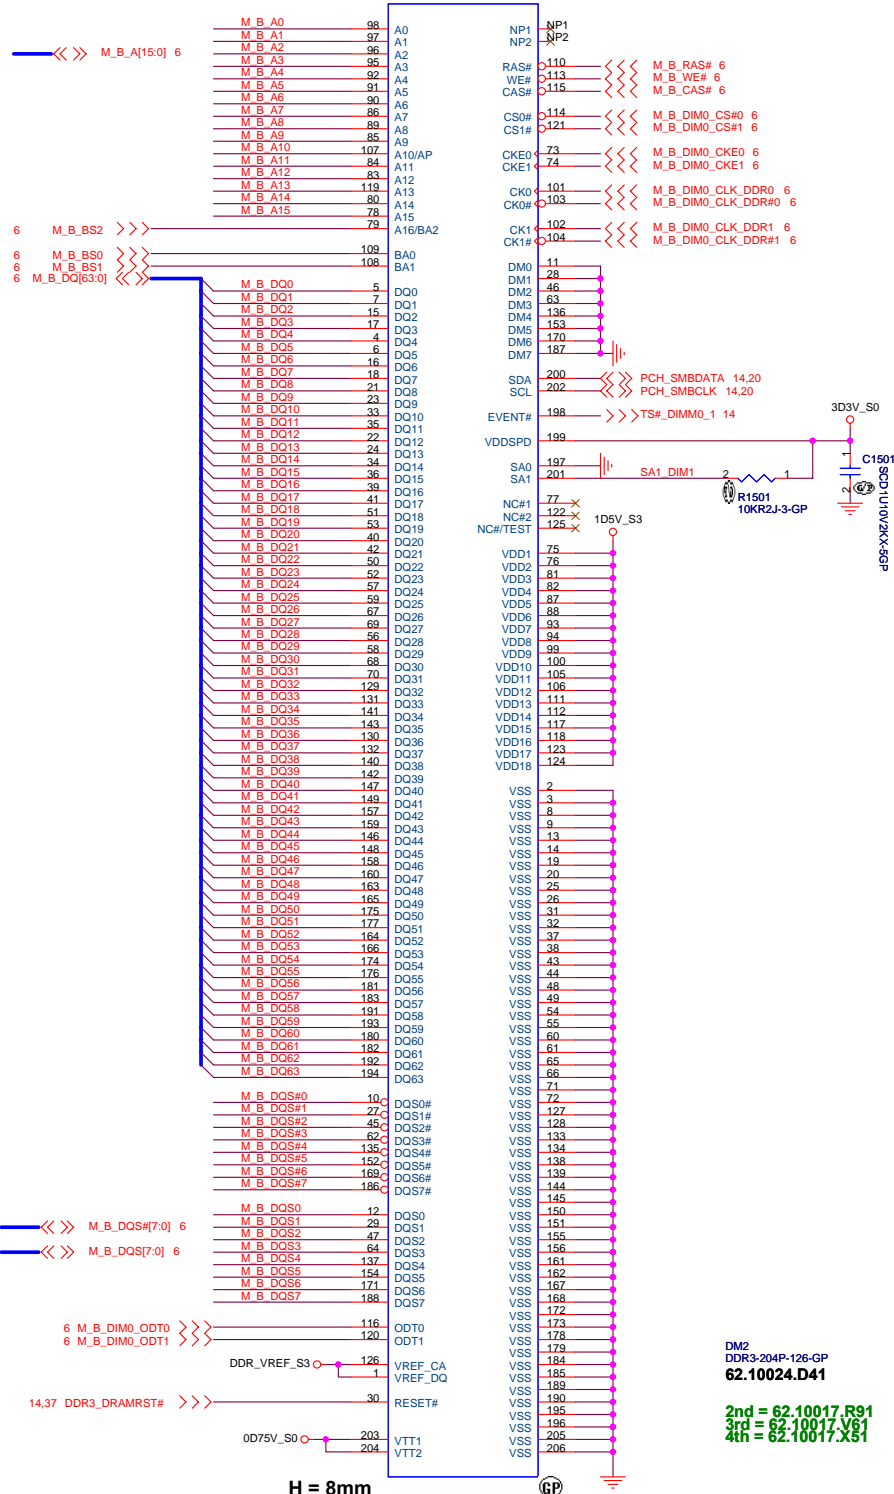 M_B_A[15:0] 6
M_B_A0 98 A0
M_B_A1 97 A1
M_B_A2 96 A2
M_B_A3 95 A3
M_B_A4 92 A4
M_B_A5 91 A5
M_B_A6 90 A6
M_B_A7 86 A7
M_B_A8 89 A8
M_B_A9 85 A9
M_B_A10 107 A10/AP
M_B_A11 84 A11
M_B_A12 83 A12
M_B_A13 119 A13
M_B_A14 80 A14
M_B_A15 78 A15
6 M_B_BS2 79 A16/BA2
6 M_B_BS0 109 BA0
6 M_B_BS1 108 BA1
6 M_B_DQ[63:0]
M_B_DQ0 5 DQ0
M_B_DQ1 7 DQ1
M_B_DQ2 15 DQ2
M_B_DQ3 17 DQ3
M_B_DQ4 4 DQ4
M_B_DQ5 6 DQ5
M_B_DQ6 16 DQ6
M_B_DQ7 18 DQ7
M_B_DQ8 21 DQ8
M_B_DQ9 23 DQ9
M_B_DQ10 33 DQ10
M_B_DQ11 35 DQ11
M_B_DQ12 22 DQ12
M_B_DQ13 24 DQ13
M_B_DQ14 34 DQ14
M_B_DQ15 36 DQ15
M_B_DQ16 39 DQ16
M_B_DQ17 41 DQ17
M_B_DQ18 51 DQ18
M_B_DQ19 53 DQ19
M_B_DQ20 40 DQ20
M_B_DQ21 42 DQ21
M_B_DQ22 50 DQ22
M_B_DQ23 52 DQ23
M_B_DQ24 57 DQ24
M_B_DQ25 59 DQ25
M_B_DQ26 67 DQ26
M_B_DQ27 69 DQ27
M_B_DQ28 56 DQ28
M_B_DQ29 58 DQ29
M_B_DQ30 68 DQ30
M_B_DQ31 70 DQ31
M_B_DQ32 129 DQ32
M_B_DQ33 131 DQ33
M_B_DQ34 141 DQ34
M_B_DQ35 143 DQ35
M_B_DQ36 130 DQ36
M_B_DQ37 132 DQ37
M_B_DQ38 140 DQ38
M_B_DQ39 142 DQ39
M_B_DQ40 147 DQ40
M_B_DQ41 149 DQ41
M_B_DQ42 157 DQ42
M_B_DQ43 159 DQ43
M_B_DQ44 146 DQ44
M_B_DQ45 148 DQ45
M_B_DQ46 158 DQ46
M_B_DQ47 160 DQ47
M_B_DQ48 163 DQ48
M_B_DQ49 165 DQ49
M_B_DQ50 175 DQ50
M_B_DQ51 177 DQ51
M_B_DQ52 164 DQ52
M_B_DQ53 166 DQ53
M_B_DQ54 174 DQ54
M_B_DQ55 176 DQ55
M_B_DQ56 181 DQ56
M_B_DQ57 183 DQ57
M_B_DQ58 191 DQ58
M_B_DQ59 193 DQ59
M_B_DQ60 180 DQ60
M_B_DQ61 182 DQ61
M_B_DQ62 192 DQ62
M_B_DQ63 194 DQ63
M_B_DQS#0 10 DQS0#
M_B_DQS#1 27 DQS1#
M_B_DQS#2 45 DQS2#
M_B_DQS#3 62 DQS3#
M_B_DQS#4 135 DQS4#
M_B_DQS#5 152 DQS5#
M_B_DQS#6 169 DQS6#
M_B_DQS#7 186 DQS7#
M_B_DQS#[7:0] 6
M_B_DQS[7:0] 6
M_B_DQS0 12 DQS0
M_B_DQS1 29 DQS1
M_B_DQS2 47 DQS2
M_B_DQS3 64 DQS3
M_B_DQS4 137 DQS4
M_B_DQS5 154 DQS5
M_B_DQS6 171 DQS6
M_B_DQS7 188 DQS7
6 M_B_DIM0_ODT0 116 ODT0
6 M_B_DIM0_ODT1 120 ODT1
DDR_VREF_S3 126 VREF_CA
1 VREF_DQ
14,37 DDR3_DRAMRST# 30 RESET#
0D75V_S0 203 VTT1
204 VTT2
H = 8mm
NP1 NP1
NP2 NP2
RAS# 110 M_B_RAS# 6
WE# 113 M_B_WE# 6
CAS# 115 M_B_CAS# 6
CS0# 114 M_B_DIM0_CS#0 6
CS1# 121 M_B_DIM0_CS#1 6
CKE0 73 M_B_DIM0_CKE0 6
CKE1 74 M_B_DIM0_CKE1 6
CK0 101 M_B_DIM0_CLK_DDR0 6
CK0# 103 M_B_DIM0_CLK_DDR#0 6
CK1 102 M_B_DIM0_CLK_DDR1 6
CK1# 104 M_B_DIM0_CLK_DDR#1 6
DM0 11
DM1 28
DM2 46
DM3 63
DM4 136
DM5 153
DM6 170
DM7 187
SDA 200 PCH_SMBDATA 14,20
SCL 202 PCH_SMBCLK 14,20
EVENT# 198 TS#_DIMM0_1 14
VDDSPD 199
3D3V_S0
SA0 197
SA1 201 SA1_DIM1 2 1
R1501
10KR2J-3-GP
1 2
C1501
SCD1U10V2KX-5GP
NC#1 77
NC#2 122
NC#/TEST 125
1D5V_S3
VDD1 75
VDD2 76
VDD3 81
VDD4 82
VDD5 87
VDD6 88
VDD7 93
VDD8 94
VDD9 99
VDD10 100
VDD11 105
VDD12 106
VDD13 111
VDD14 112
VDD15 117
VDD16 118
VDD17 123
VDD18 124
VSS 2
VSS 3
VSS 8
VSS 9
VSS 13
VSS 14
VSS 19
VSS 20
VSS 25
VSS 26
VSS 31
VSS 32
VSS 37
VSS 38
VSS 43
VSS 44
VSS 48
VSS 49
VSS 54
VSS 55
VSS 60
VSS 61
VSS 65
VSS 66
VSS 71
VSS 72
VSS 127
VSS 128
VSS 133
VSS 134
VSS 138
VSS 139
VSS 144
VSS 145
VSS 150
VSS 151
VSS 155
VSS 156
VSS 161
VSS 162
VSS 167
VSS 168
VSS 172
VSS 173
VSS 178
VSS 179
VSS 184
VSS 185
VSS 189
VSS 190
VSS 195
VSS 196
VSS 205
VSS 206
GP
DM2
DDR3-204P-126-GP
62.10024.D41
2nd = 62.10017.R91
3rd = 62.10017.V61
4th = 62.10017.X51